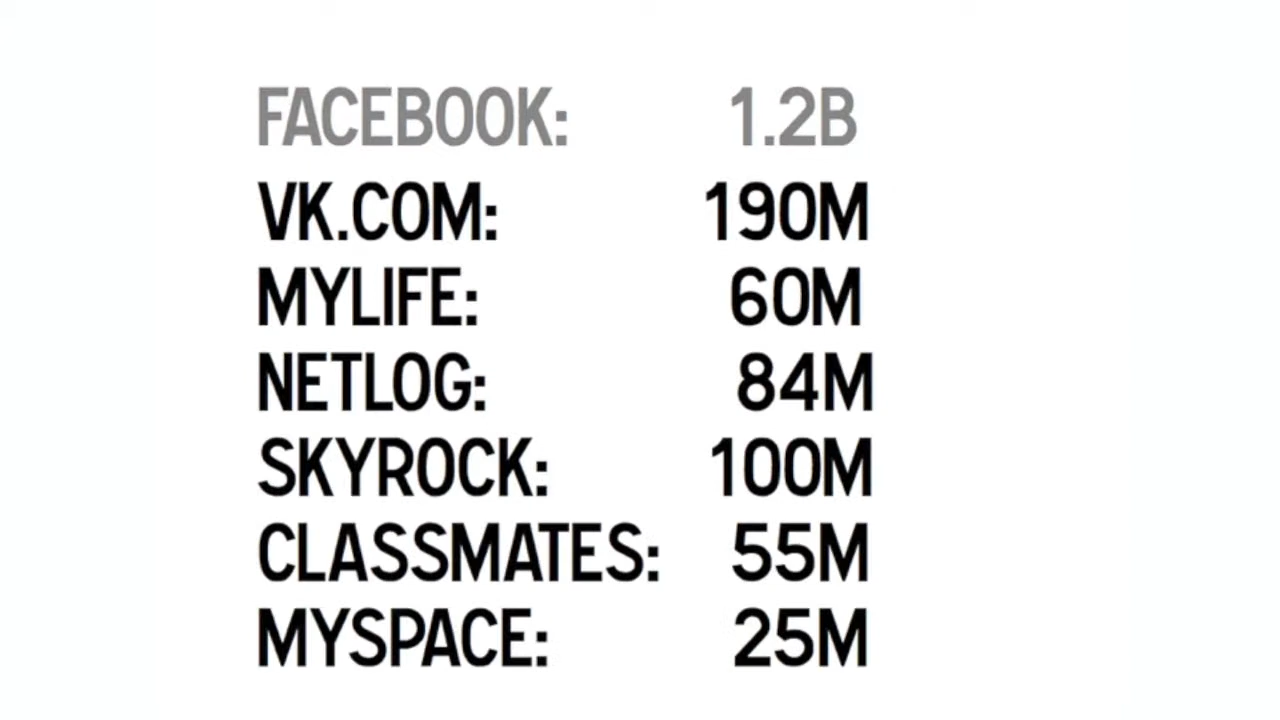 FACEBOOK: 1.2B
VK.COM: 190M
MYLIFE: 60M
NETLOG: 84M
SKYROCK: 100M
CLASSMATES: 55M
MYSPACE: 25M